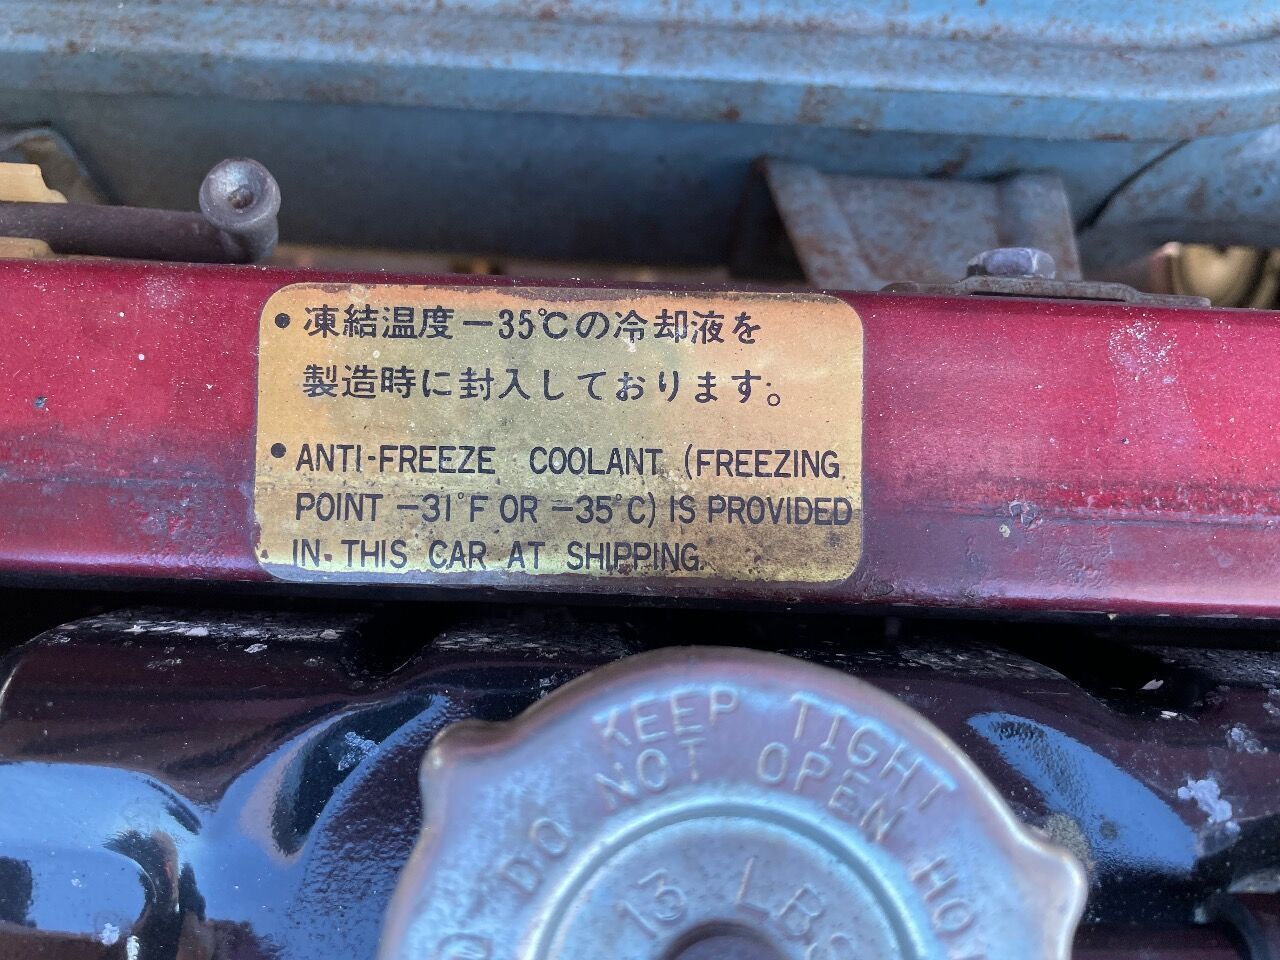 • 凍結温度−35℃の冷却液を
製造時に封入しております。
• ANTI-FREEZE COOLANT (FREEZING
POINT −31°F OR −35°C) IS PROVIDED
IN THIS CAR AT SHIPPING.
KEEP TIGHT
DO NOT OPEN
13 LBS